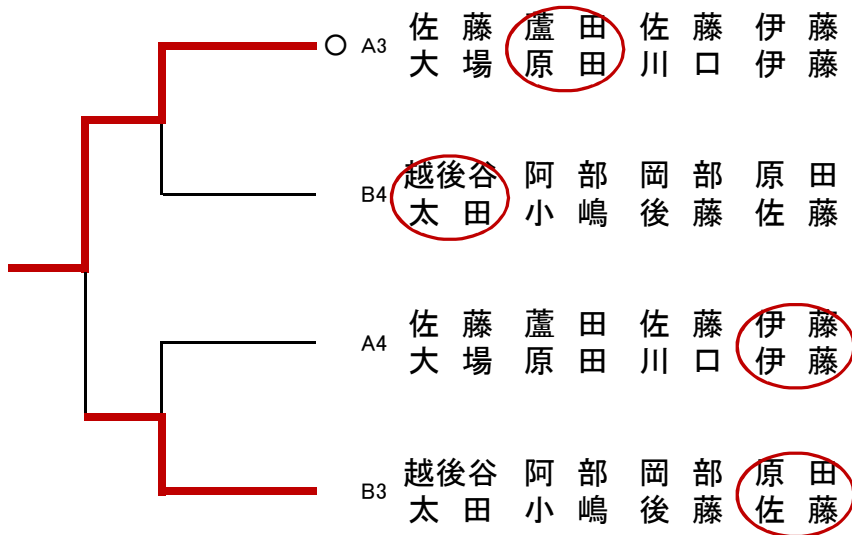 ○ A3 佐 藤 蘆 田 佐 藤 伊 藤
大 場 原 田 川 口 伊 藤
B4 越後谷 阿 部 岡 部 原 田
太 田 小 嶋 後 藤 佐 藤
A4 佐 藤 蘆 田 佐 藤 伊 藤
大 場 原 田 川 口 伊 藤
B3 越後谷 阿 部 岡 部 原 田
太 田 小 嶋 後 藤 佐 藤